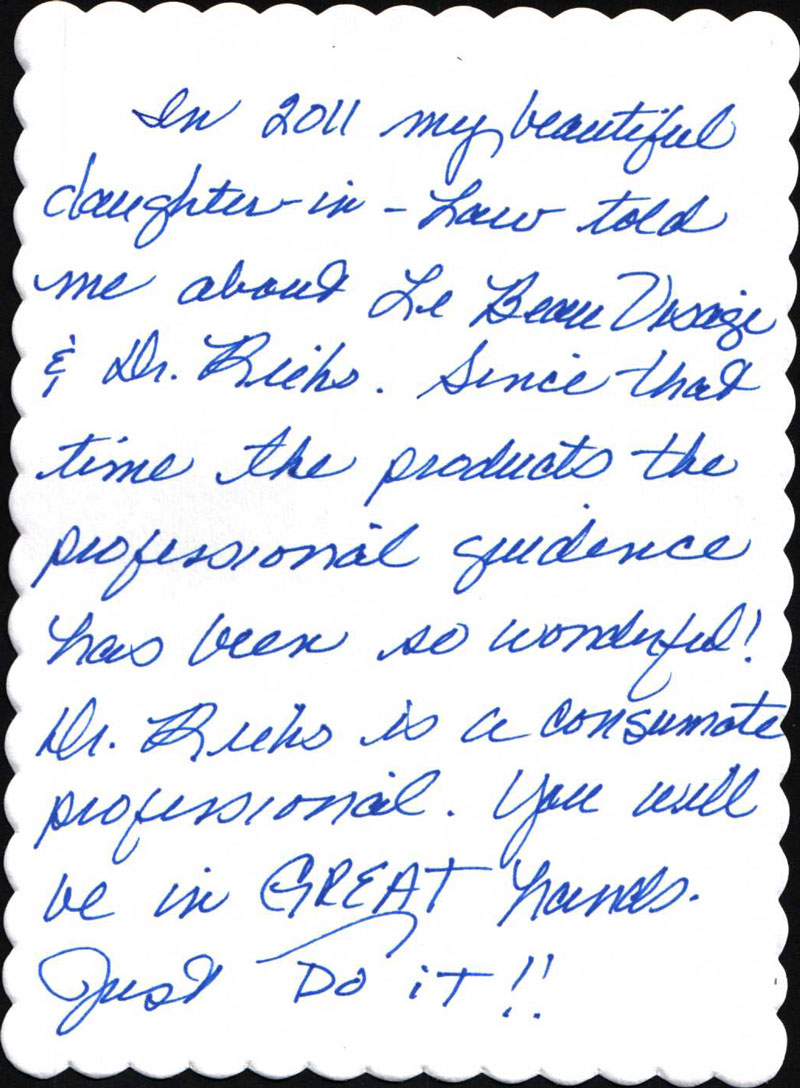 In 2011 my beautiful
daughter-in-Law told
me about Le Beau Visage
& Dr. Riehs. Since that
time the products the
professional guidence
has been so wonderful!
Dr. Riehs is a consumate
professional. You will
be in GREAT hands.
Just Do iT!!